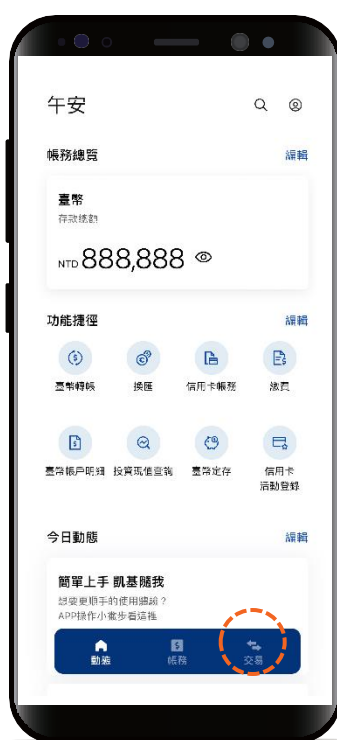 午安
帳務總覽 編輯
臺幣
存款總額
NTD 888,888
功能捷徑 編輯
臺幣轉帳 換匯 信用卡帳務 繳費
臺幣帳戶明細 投資現值查詢 臺幣定存 信用卡
活動登錄
今日動態 編輯
簡單上手 凱基隨我
想要更順手的使用體驗?
APP操作小撇步看這裡
動態 帳務 交易